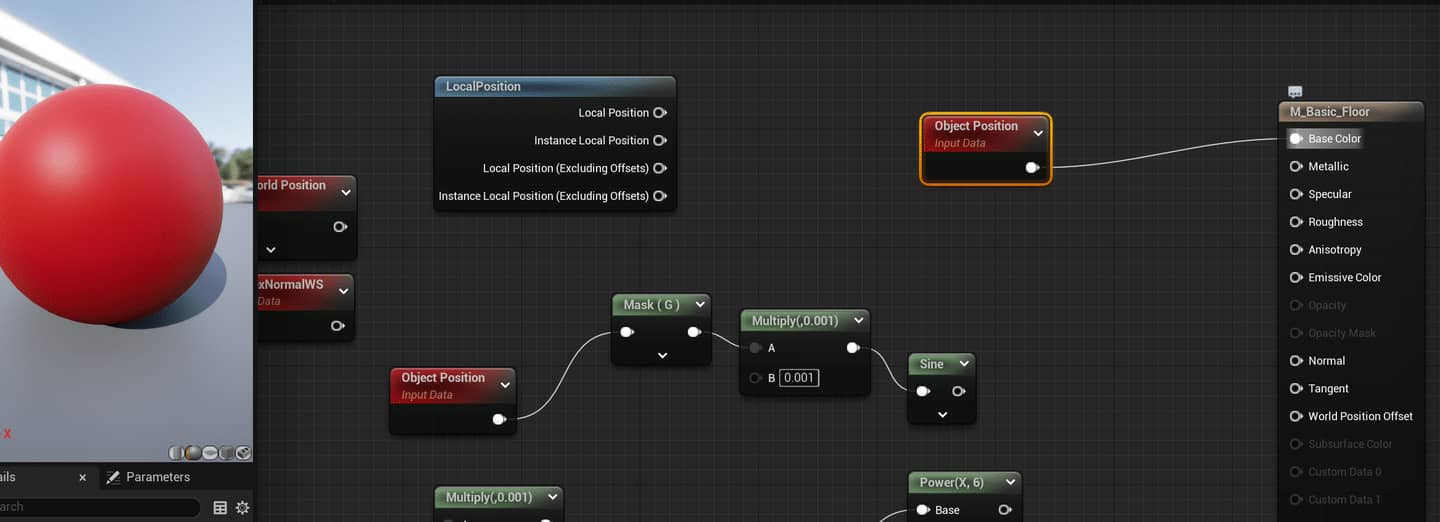 LocalPosition
Local Position
Instance Local Position
Local Position (Excluding Offsets)
Instance Local Position (Excluding Offsets)
orld Position
xNormalWS
Data
Object Position
Input Data
Mask ( G )
Multiply(,0.001)
A
B 0.001
Sine
Object Position
Input Data
M_Basic_Floor
Base Color
Metallic
Specular
Roughness
Anisotropy
Emissive Color
Opacity
Opacity Mask
Normal
Tangent
World Position Offset
Subsurface Color
Custom Data 0
Custom Data 1
Multiply(,0.001)
Power(X, 6)
Base
X
ails
Parameters
earch